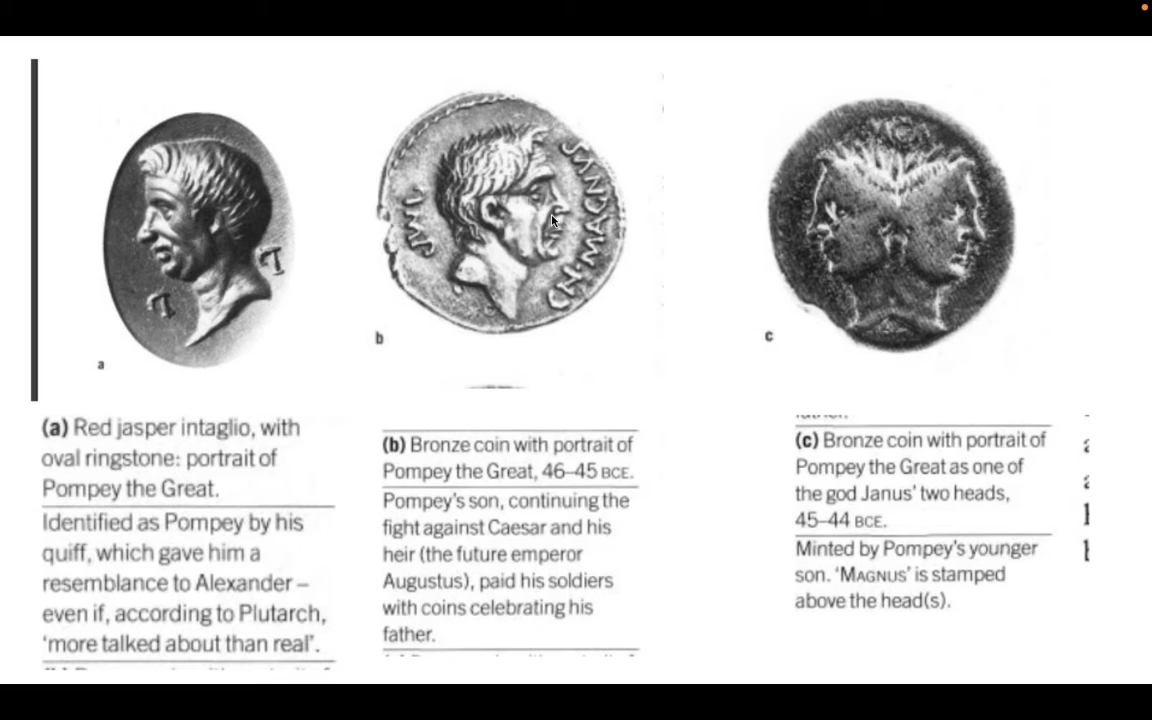 IMP
CN·MAGNVS
a
b
c
(a) Red jasper intaglio, with
oval ringstone: portrait of
Pompey the Great.
Identified as Pompey by his
quiff, which gave him a
resemblance to Alexander –
even if, according to Plutarch,
'more talked about than real'.
(b) Bronze coin with portrait of
Pompey the Great, 46–45 BCE.
Pompey's son, continuing the
fight against Caesar and his
heir (the future emperor
Augustus), paid his soldiers
with coins celebrating his
father.
(c) Bronze coin with portrait of
Pompey the Great as one of
the god Janus' two heads,
45–44 BCE.
Minted by Pompey's younger
son. 'MAGNUS' is stamped
above the head(s).